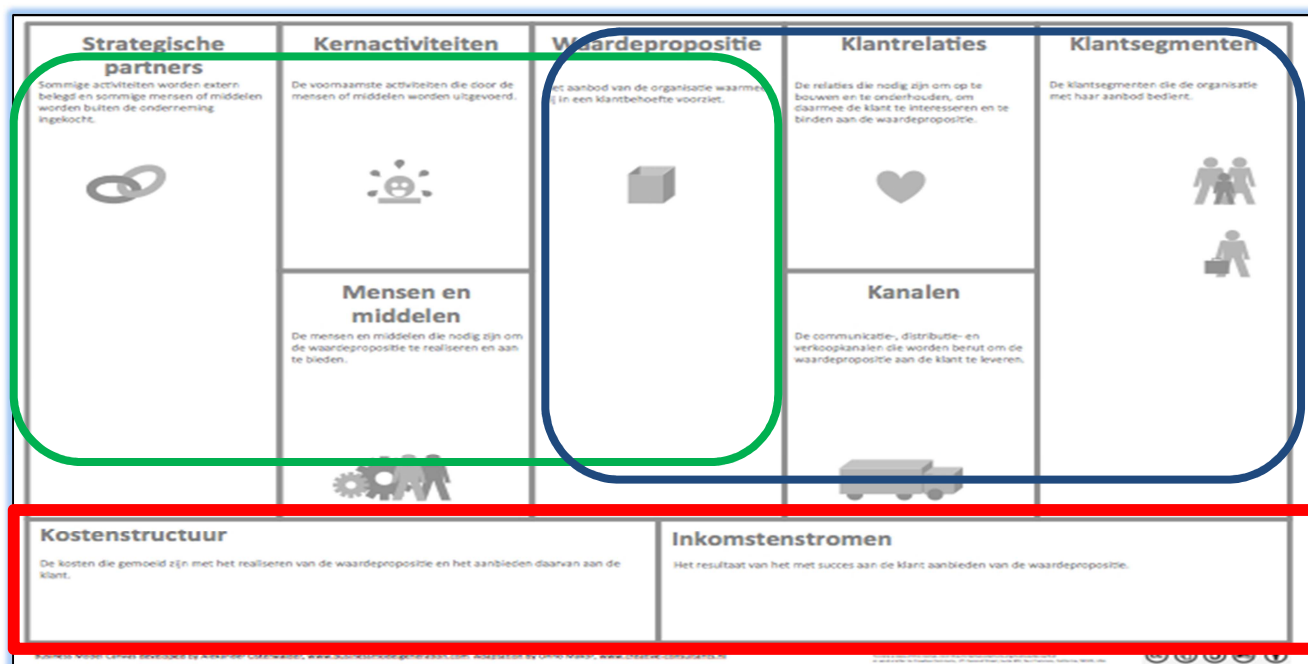 Strategische
partners
Sommige activiteiten worden extern
belegd en sommige mensen of middelen
worden buiten de onderneming
ingekocht.
Kernactiviteiten
De voornaamste activiteiten die door de
mensen of middelen worden uitgevoerd.
Mensen en
middelen
De mensen en middelen die nodig zijn om
de waardepropositie te realiseren en aan
te bieden.
Waardepropositie
et aanbod van de organisatie waarmee
ij in een klantbehoefte voorziet.
Klantrelaties
De relaties die nodig zijn om op te
bouwen en te onderhouden, om
daarmee de klant te interesseren en te
binden aan de waardepropositie.
Kanalen
De communicatie-, distributie- en
verkoopkanalen die worden benut om de
waardepropositie aan de klant te leveren.
Klantsegmenten
De klantsegmenten die de organisatie
met haar aanbod bedient.
Kostenstructuur
De kosten die gemoeid zijn met het realiseren van de waardepropositie en het aanbieden daarvan aan de
klant.
Inkomstenstromen
Het resultaat van het met succes aan de klant aanbieden van de waardepropositie.